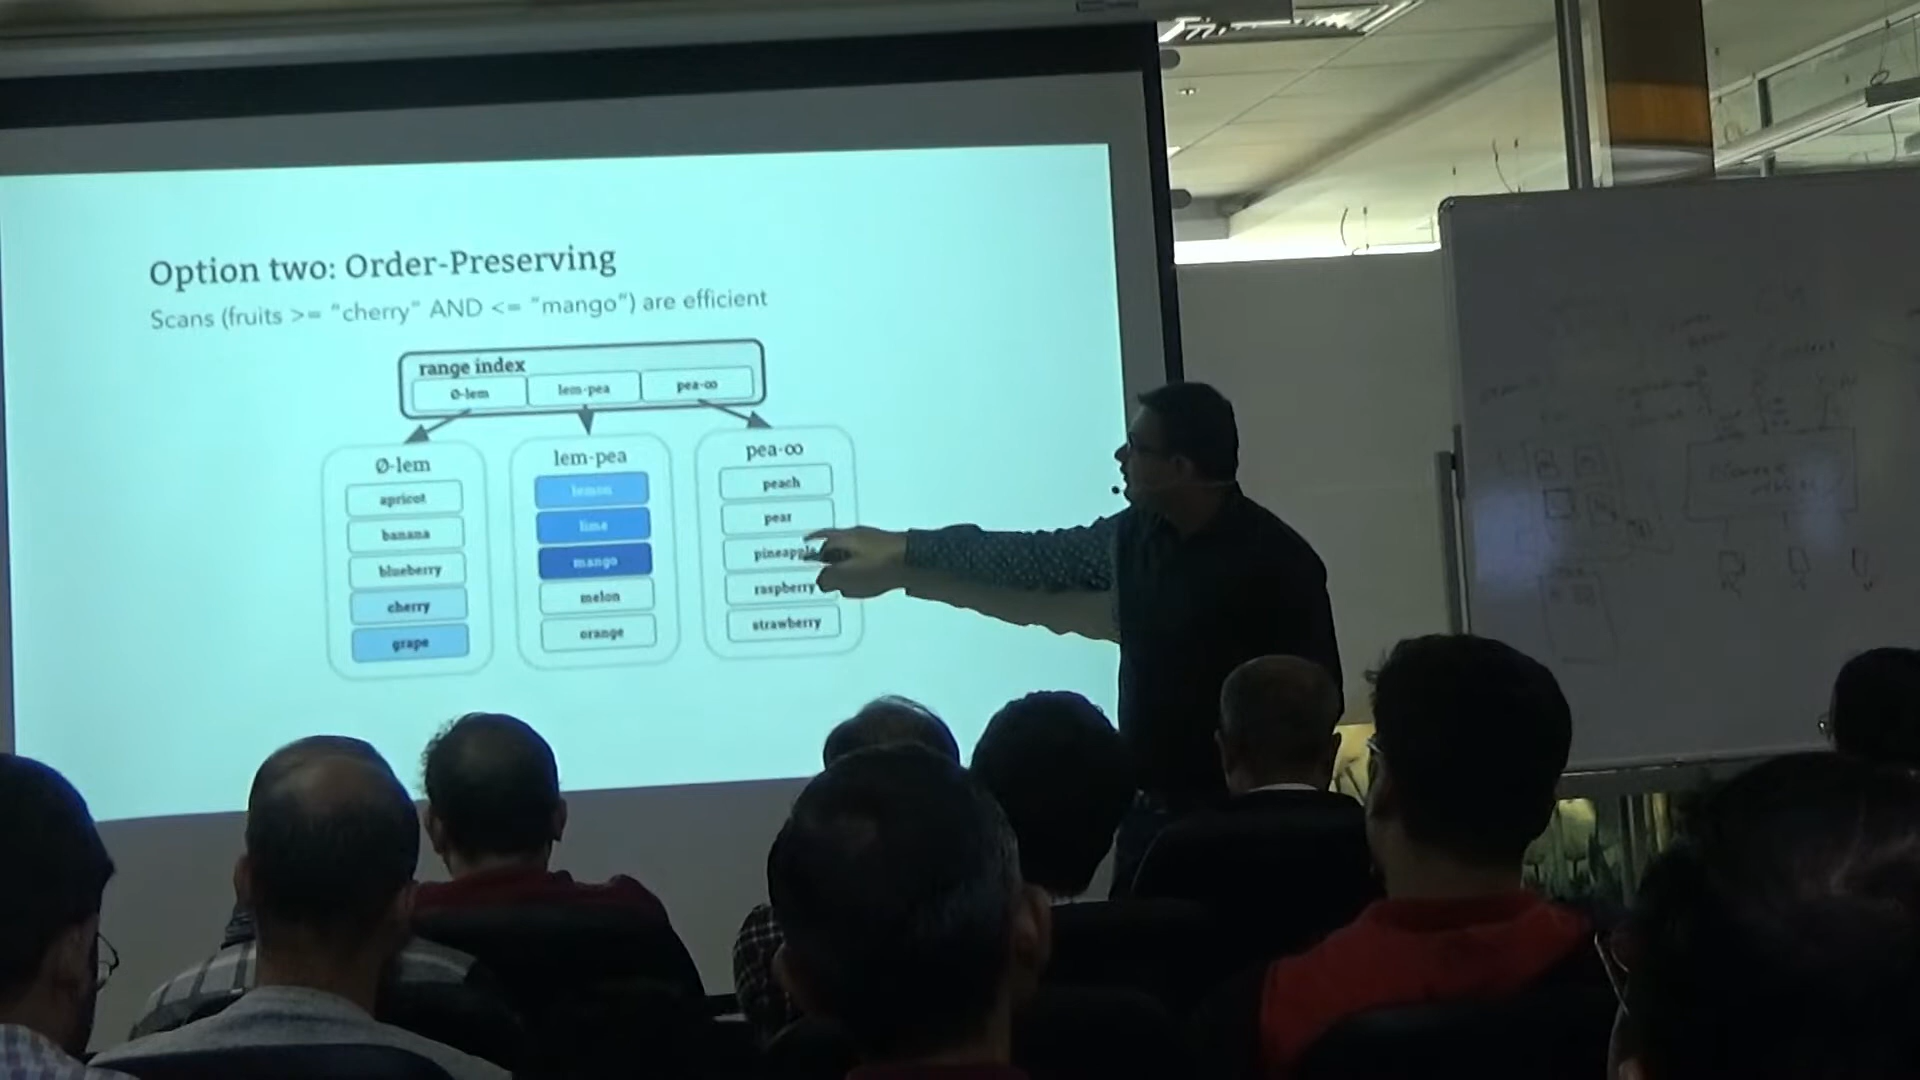 Option two: Order-Preserving
Scans (fruits >= "cherry" AND <= "mango") are efficient
range index
Ø-lem
lem-pea
pea-∞
Ø-lem
apricot
banana
blueberry
cherry
grape
lem-pea
lemon
lime
mango
melon
orange
pea-∞
peach
pear
pineapple
raspberry
strawberry